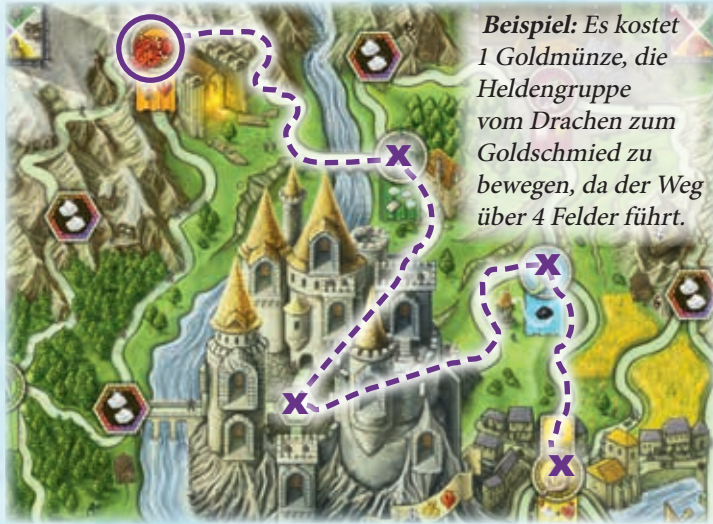 Beispiel: Es kostet
1 Goldmünze, die
Heldengruppe
vom Drachen zum
Goldschmied zu
bewegen, da der Weg
über 4 Felder führt.
X
X
X
X